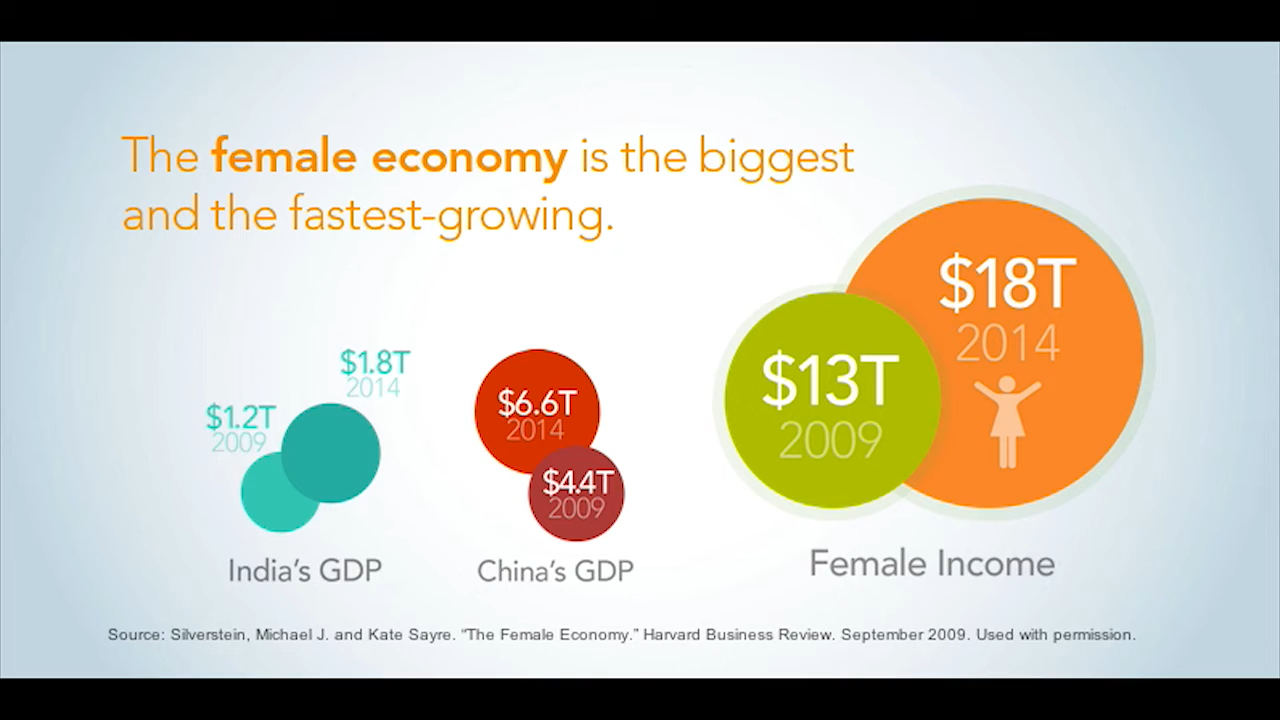 The female economy is the biggest
and the fastest-growing.
$1.8T
2014
$1.2T
2009
India’s GDP
$6.6T
2014
$4.4T
2009
China’s GDP
$18T
2014
$13T
2009
Female Income
Source: Silverstein, Michael J. and Kate Sayre. “The Female Economy.” Harvard Business Review. September 2009. Used with permission.